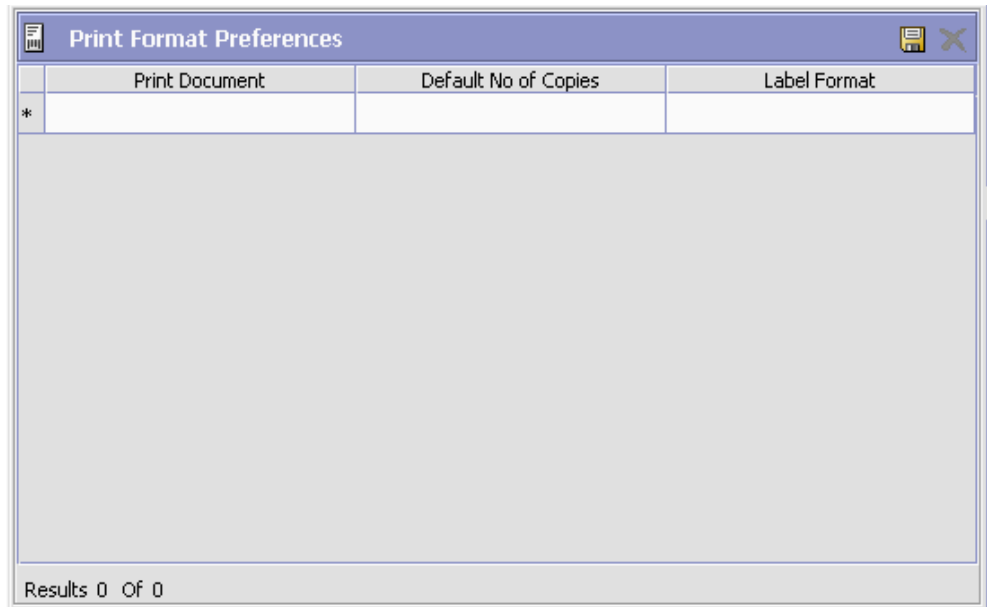 Print Format Preferences
Print Document Default No of Copies Label Format
*
Results 0 Of 0